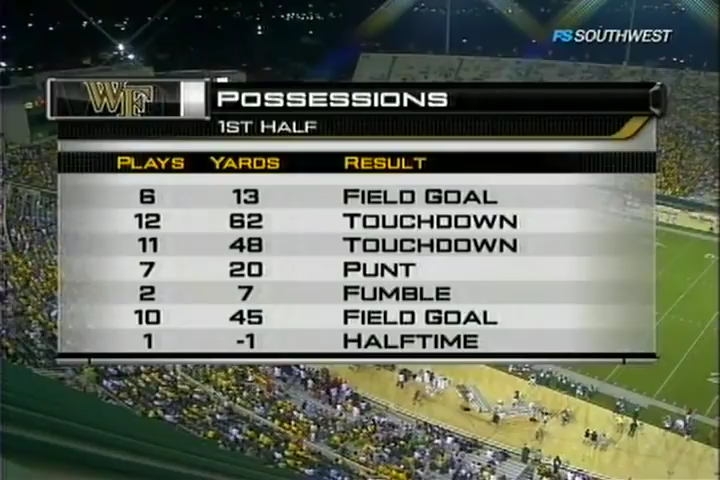 FS SOUTHWEST
WF
POSSESSIONS
1ST HALF
PLAYS YARDS RESULT
6 13 FIELD GOAL
12 62 TOUCHDOWN
11 48 TOUCHDOWN
7 20 PUNT
2 7 FUMBLE
10 45 FIELD GOAL
1 -1 HALFTIME